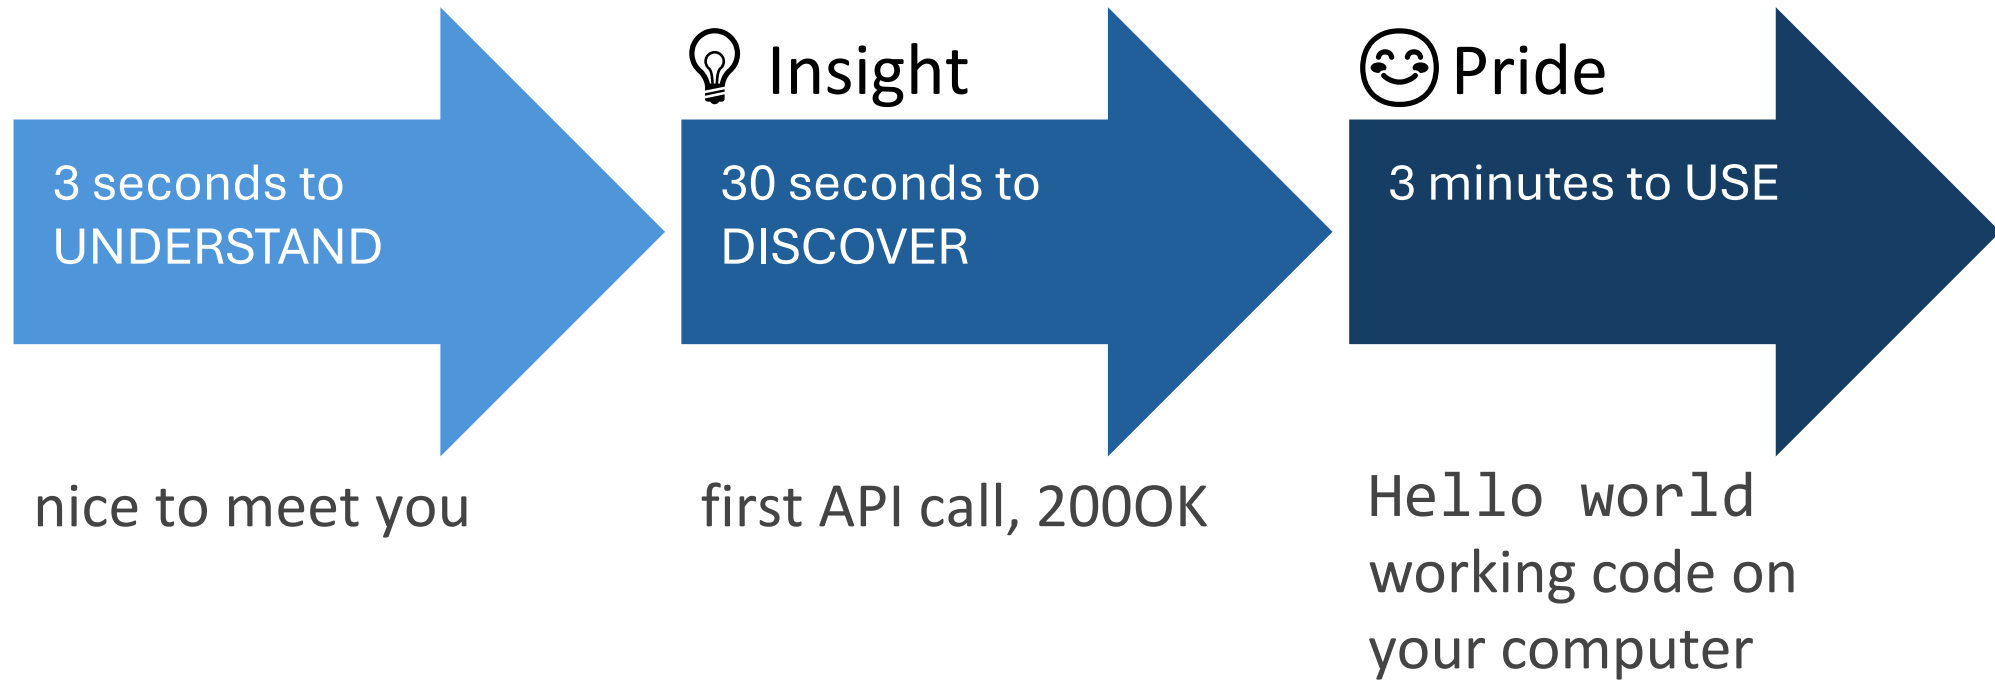 3 seconds to
UNDERSTAND
nice to meet you
Insight
30 seconds to
DISCOVER
first API call, 200OK
Pride
3 minutes to USE
Hello world
working code on
your computer